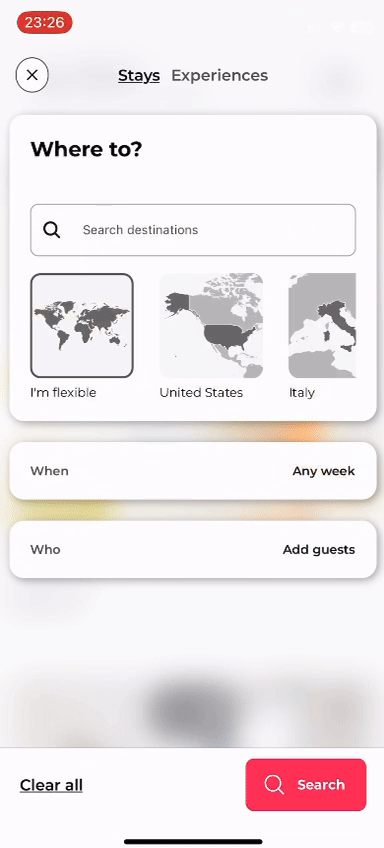 23:26
Stays Experiences
Where to?
Search destinations
I'm flexible United States Italy
When Any week
Who Add guests
Clear all Search